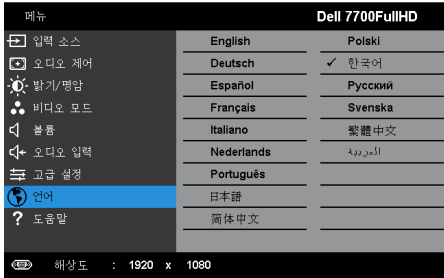 메뉴 Dell 7700FullHD
입력 소스 English Polski
오디오 제어 Deutsch ✓ 한국어
밝기/명암 Español Русский
비디오 모드 Français Svenska
볼륨 Italiano 繁體中文
오디오 입력 Nederlands العربية
고급 설정 Português
언어 日本語
? 도움말 简体中文
해상도 : 1920 x 1080